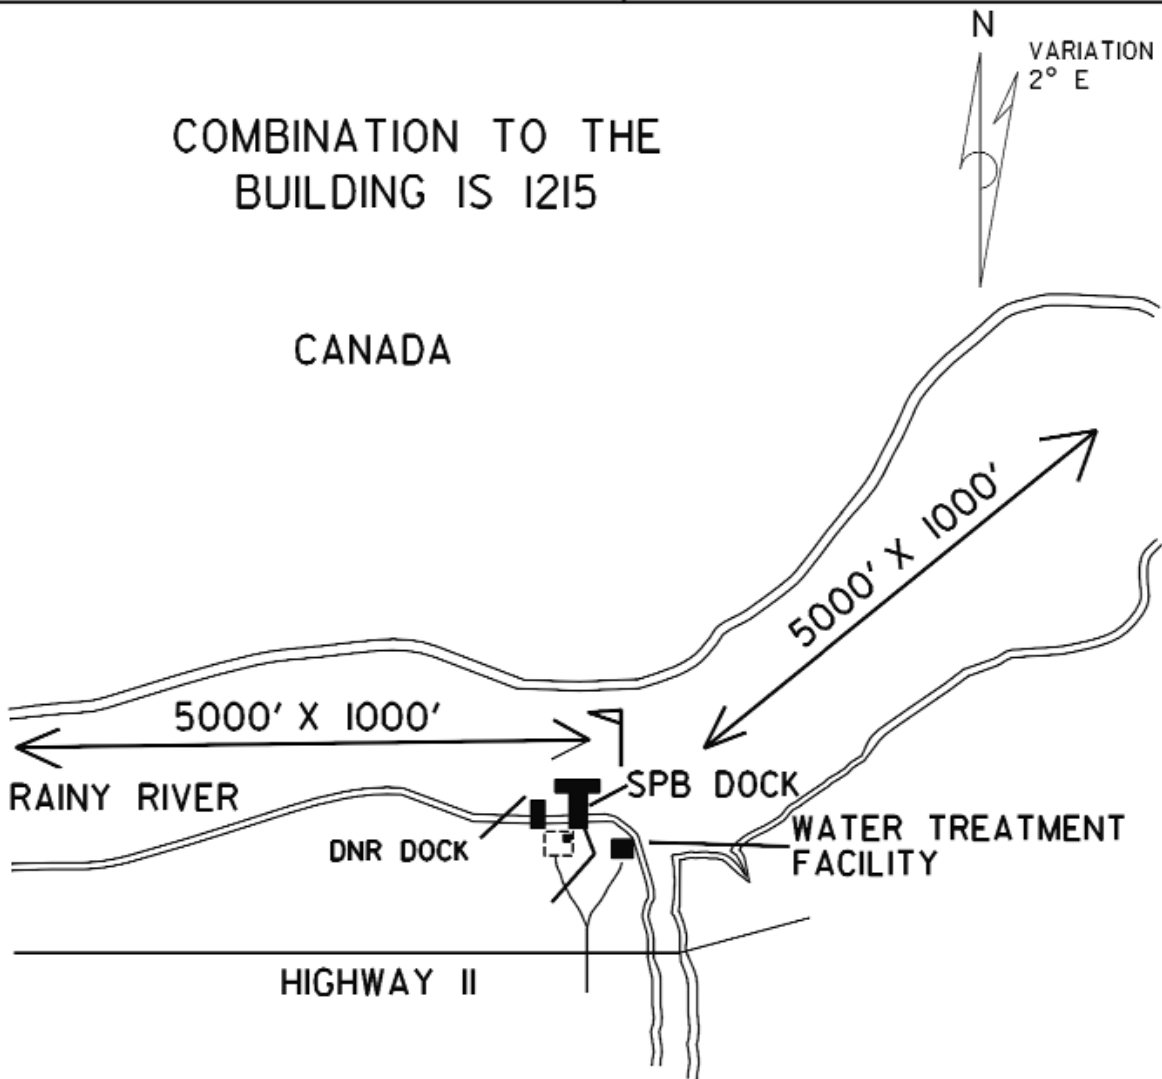 N
VARIATION
2° E
COMBINATION TO THE
BUILDING IS 1215
CANADA
5000' X 1000'
5000' X 1000'
RAINY RIVER
SPB DOCK
DNR DOCK
WATER TREATMENT
FACILITY
HIGHWAY 11